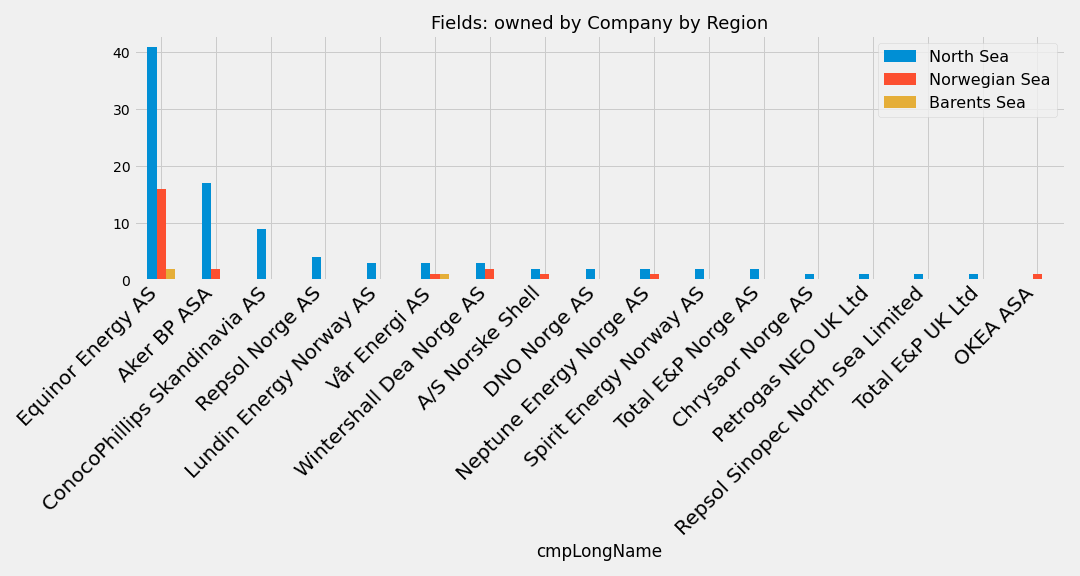 Fields: owned by Company by Region
North Sea
Norwegian Sea
Barents Sea
40
30
20
10
0
Equinor Energy AS
Aker BP ASA
ConocoPhillips Skandinavia AS
Repsol Norge AS
Lundin Energy Norway AS
Vår Energi AS
Wintershall Dea Norge AS
A/S Norske Shell
DNO Norge AS
Neptune Energy Norge AS
Spirit Energy Norway AS
Total E&P Norge AS
Chrysaor Norge AS
Petrogas NEO UK Ltd
Repsol Sinopec North Sea Limited
Total E&P UK Ltd
OKEA ASA
cmpLongName